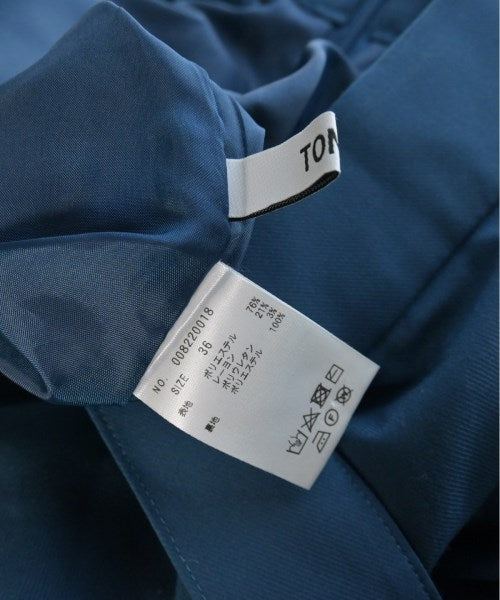 TON
NO. 008220018
SIZE 36
表地 ポリエステル 76%
レーヨン 21%
ポリウレタン 3%
裏地 ポリエステル 100%